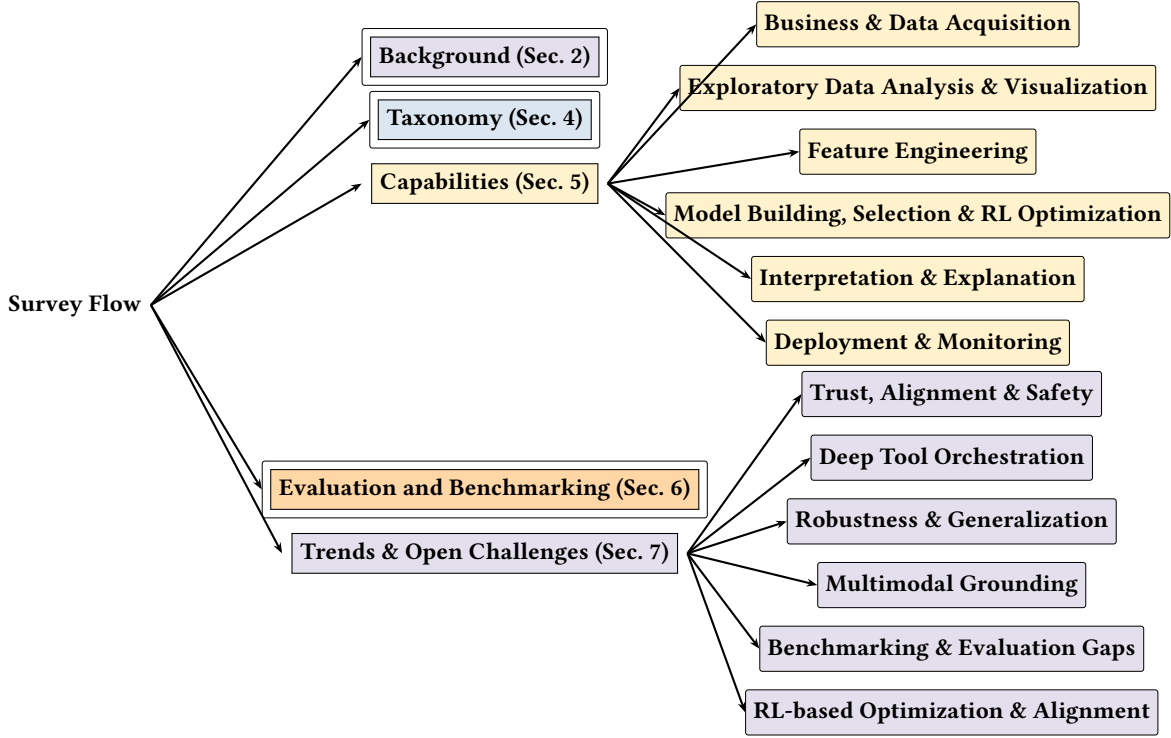 Survey Flow
Background (Sec. 2)
Taxonomy (Sec. 4)
Capabilities (Sec. 5)
Business & Data Acquisition
Exploratory Data Analysis & Visualization
Feature Engineering
Model Building, Selection & RL Optimization
Interpretation & Explanation
Deployment & Monitoring
Evaluation and Benchmarking (Sec. 6)
Trends & Open Challenges (Sec. 7)
Trust, Alignment & Safety
Deep Tool Orchestration
Robustness & Generalization
Multimodal Grounding
Benchmarking & Evaluation Gaps
RL-based Optimization & Alignment